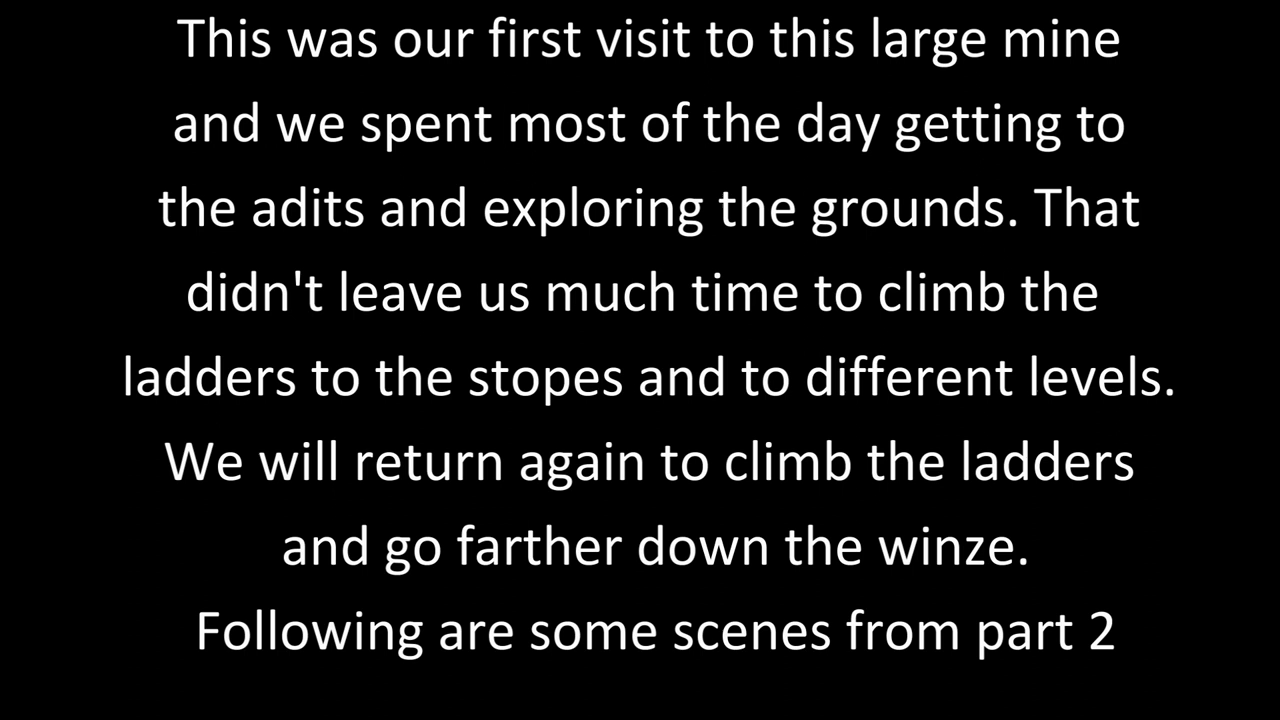 This was our first visit to this large mine
and we spent most of the day getting to
the adits and exploring the grounds. That
didn't leave us much time to climb the
ladders to the stopes and to different levels.
We will return again to climb the ladders
and go farther down the winze.
Following are some scenes from part 2